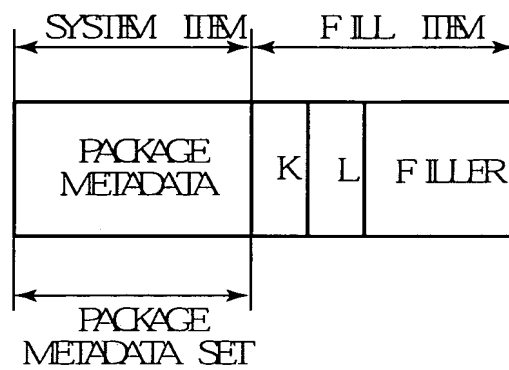 SYSTEM ITEM FILL ITEM
PACKAGE
METADATA
K L FILLER
PACKAGE
METADATA SET